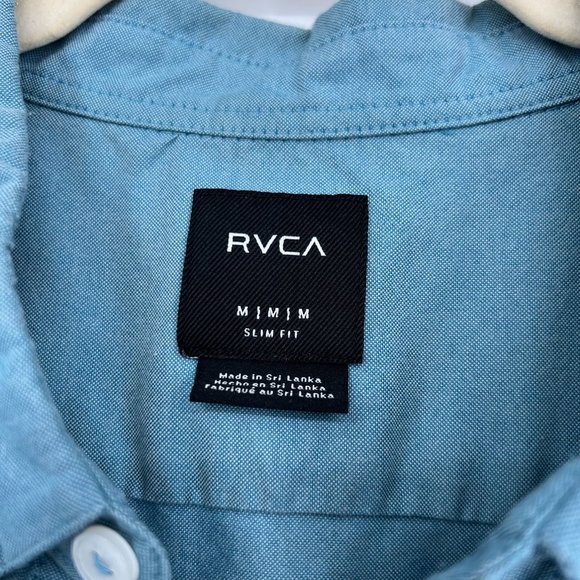 RVCA
M | M | M
SLIM FIT
Made in Sri Lanka
Hecho en Sri Lanka
Fabriqué au Sri Lanka